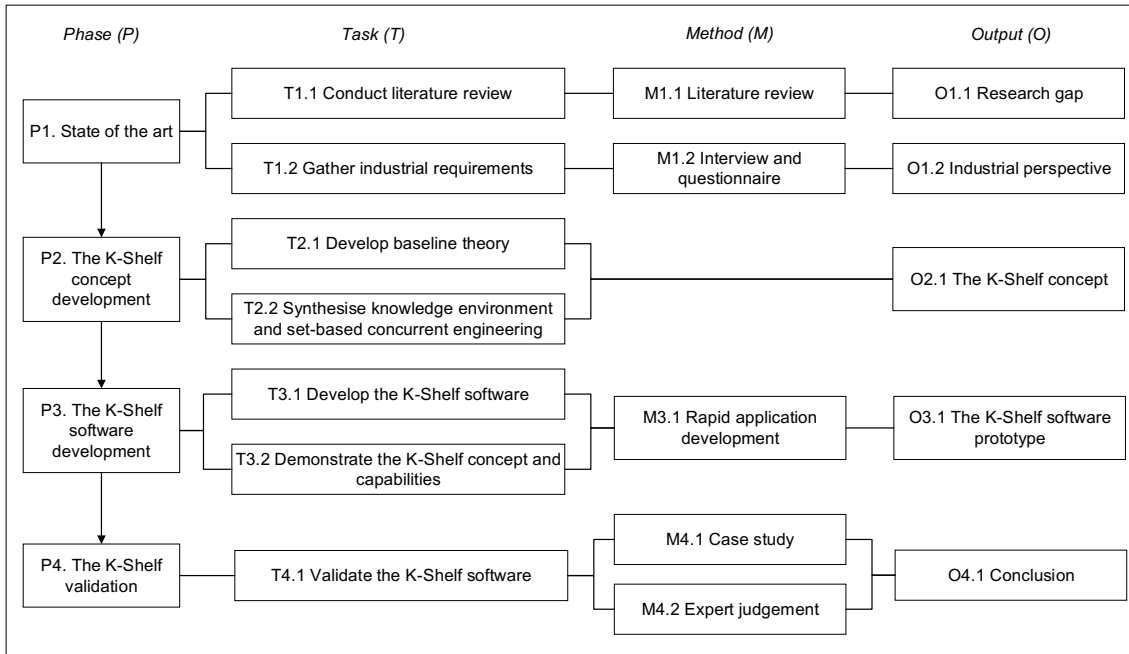 Phase (P)
Task (T)
Method (M)
Output (O)
P1. State of the art
T1.1 Conduct literature review
M1.1 Literature review
O1.1 Research gap
T1.2 Gather industrial requirements
M1.2 Interview and
questionnaire
O1.2 Industrial perspective
P2. The K-Shelf
concept
development
T2.1 Develop baseline theory
T2.2 Synthesise knowledge environment
and set-based concurrent engineering
O2.1 The K-Shelf concept
P3. The K-Shelf
software
development
T3.1 Develop the K-Shelf software
T3.2 Demonstrate the K-Shelf concept and
capabilities
M3.1 Rapid application
development
O3.1 The K-Shelf software
prototype
P4. The K-Shelf
validation
T4.1 Validate the K-Shelf software
M4.1 Case study
M4.2 Expert judgement
O4.1 Conclusion